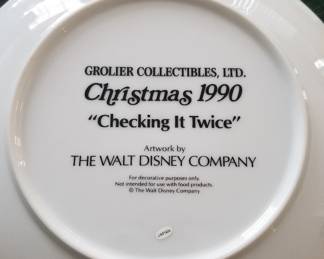 GROLIER COLLECTIBLES, LTD.
Christmas 1990
“Checking It Twice”
Artwork by
THE WALT DISNEY COMPANY
For decorative purposes only.
Not intended for use with food products.
© The Walt Disney Company
JAPAN